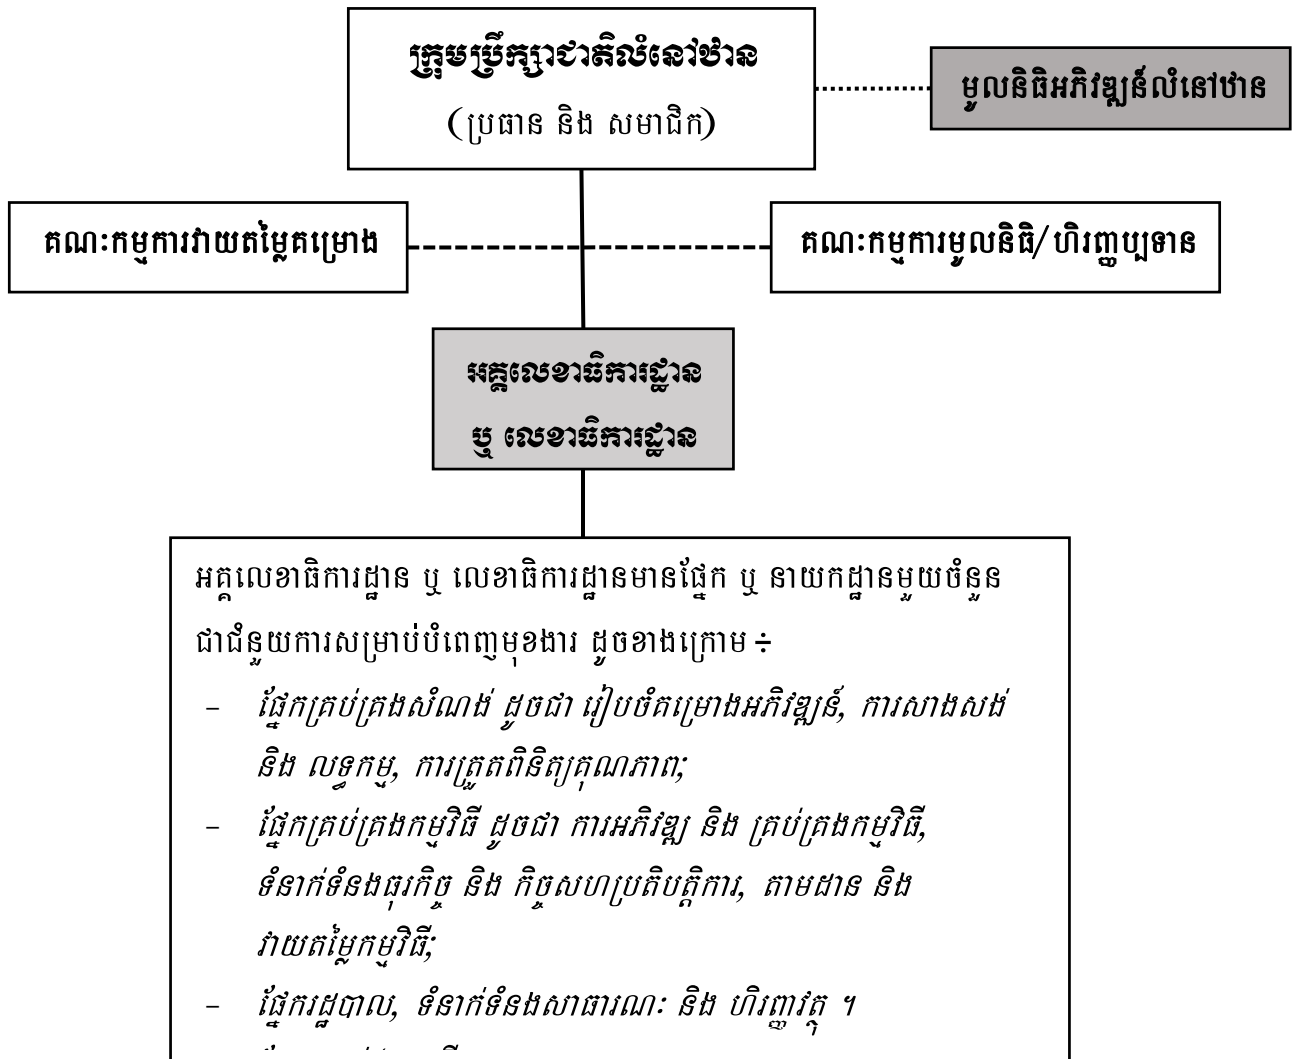 ក្រុមប្រឹក្សាជាតិលំនៅឋាន
(ប្រធាន និង សមាជិក)
មូលនិធិអភិវឌ្ឍន៍លំនៅឋាន
គណៈកម្មការវាយតម្លៃគម្រោង
គណៈកម្មការមូលនិធិ/ហិរញ្ញប្បទាន
អគ្គលេខាធិការដ្ឋាន
ឬ លេខាធិការដ្ឋាន
អគ្គលេខាធិការដ្ឋាន ឬ លេខាធិការដ្ឋានមានផ្នែក ឬ នាយកដ្ឋានមួយចំនួន
ជាជំនួយការសម្រាប់បំពេញមុខងារ ដូចខាងក្រោម ÷
- ផ្នែកគ្រប់គ្រងសំណង់ ដូចជា រៀបចំគម្រោងអភិវឌ្ឍន៍, ការសាងសង់
និង លទ្ធកម្ម, ការត្រួតពិនិត្យគុណភាព;
- ផ្នែកគ្រប់គ្រងកម្មវិធី ដូចជា ការអភិវឌ្ឍ និង គ្រប់គ្រងកម្មវិធី,
ទំនាក់ទំនងធុរកិច្ច និង កិច្ចសហប្រតិបត្តិការ, តាមដាន និង
វាយតម្លៃកម្មវិធី;
- ផ្នែករដ្ឋបាល, ទំនាក់ទំនងសាធារណៈ និង ហិរញ្ញវត្ថុ ។